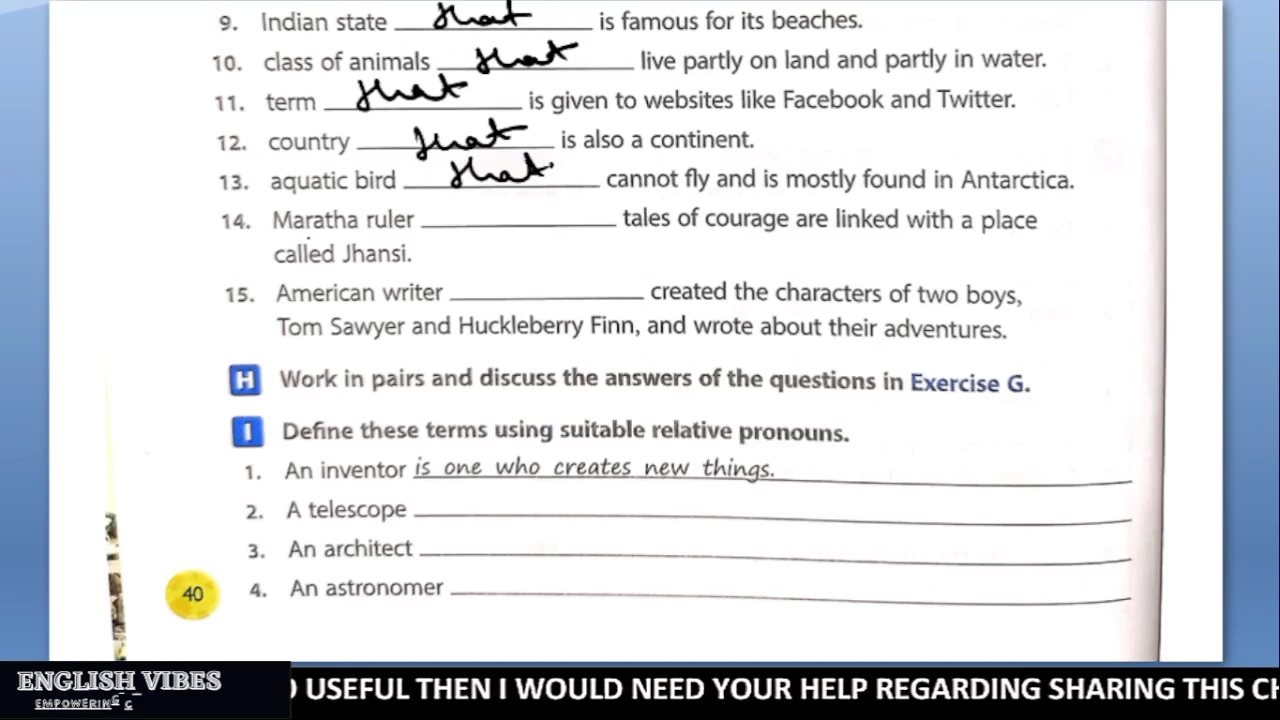 9. Indian state that is famous for its beaches.
10. class of animals that live partly on land and partly in water.
11. term that is given to websites like Facebook and Twitter.
12. country that is also a continent.
13. aquatic bird that cannot fly and is mostly found in Antarctica.
14. Maratha ruler ____________ tales of courage are linked with a place
called Jhansi.
15. American writer ____________ created the characters of two boys,
Tom Sawyer and Huckleberry Finn, and wrote about their adventures.
H Work in pairs and discuss the answers of the questions in Exercise G.
I Define these terms using suitable relative pronouns.
1. An inventor is one who creates new things.
2. A telescope ____________
3. An architect ____________
4. An astronomer ____________
40
ENGLISH VIBES
EMPOWERING
USEFUL THEN I WOULD NEED YOUR HELP REGARDING SHARING THIS